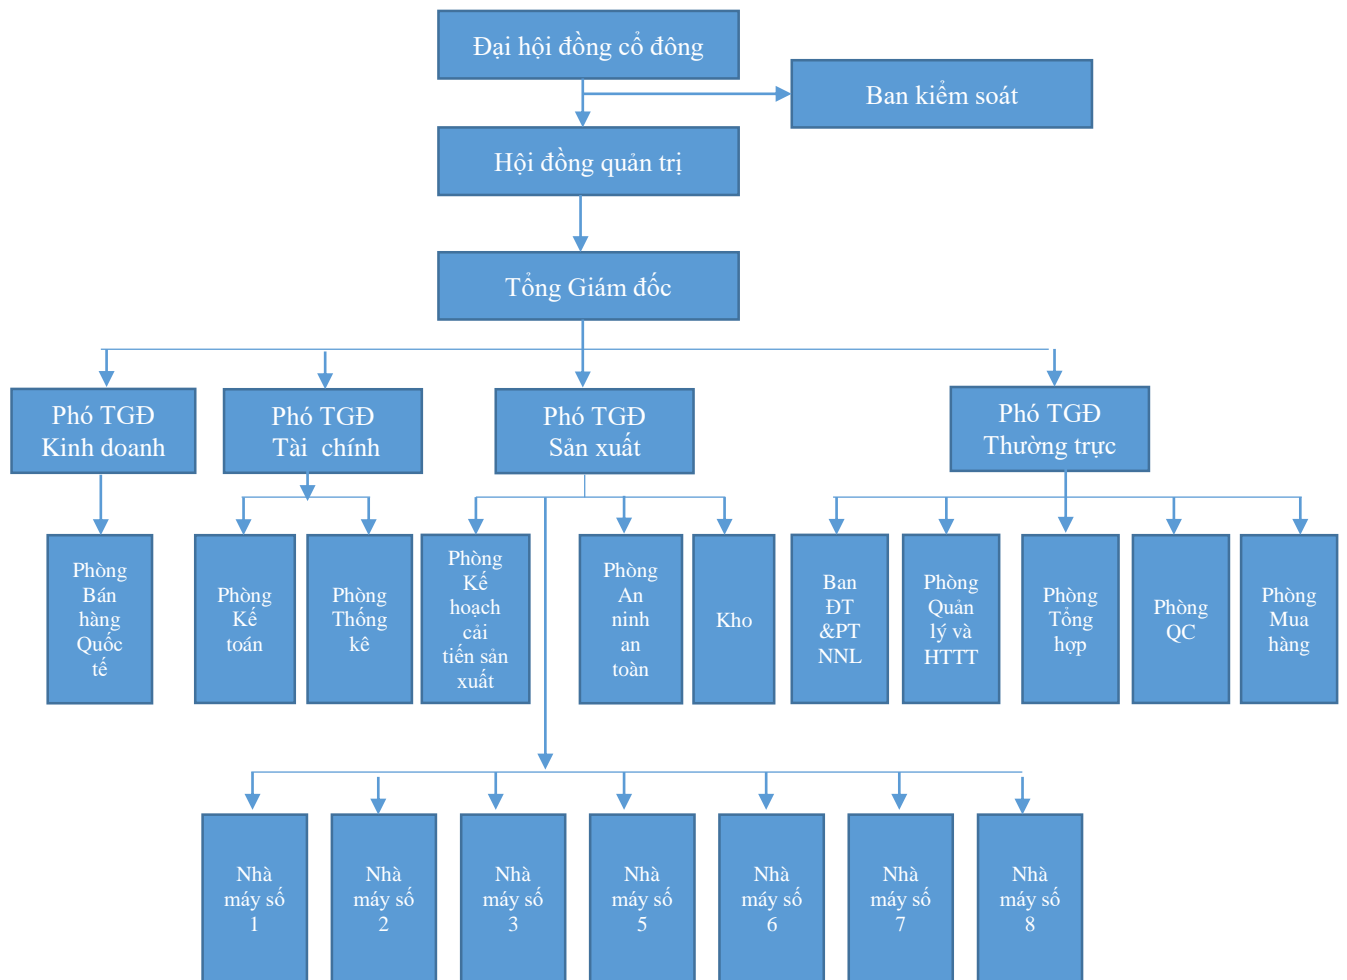 Đại hội đồng cổ đông
Ban kiểm soát
Hội đồng quản trị
Tổng Giám đốc
Phó TGĐ
Kinh doanh
Phó TGĐ
Tài chính
Phó TGĐ
Sản xuất
Phó TGĐ
Thường trực
Phòng
Bán
hàng
Quốc
tế
Phòng
Kế
toán
Phòng
Thống
kê
Phòng
Kế
hoạch
cải
tiến sản
xuất
Phòng
An
ninh
an
toàn
Kho
Ban
ĐT
&PT
NNL
Phòng
Quản
lý và
HTTT
Phòng
Tổng
hợp
Phòng
QC
Phòng
Mua
hàng
Nhà
máy số
1
Nhà
máy số
2
Nhà
máy số
3
Nhà
máy số
5
Nhà
máy số
6
Nhà
máy số
7
Nhà
máy số
8